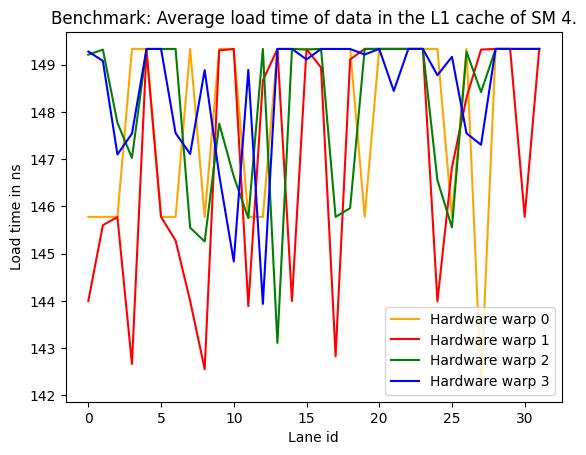 Benchmark: Average load time of data in the L1 cache of SM 4.
149
148
147
146
145
144
143
142
Load time in ns
0 5 10 15 20 25 30
Lane id
Hardware warp 0
Hardware warp 1
Hardware warp 2
Hardware warp 3